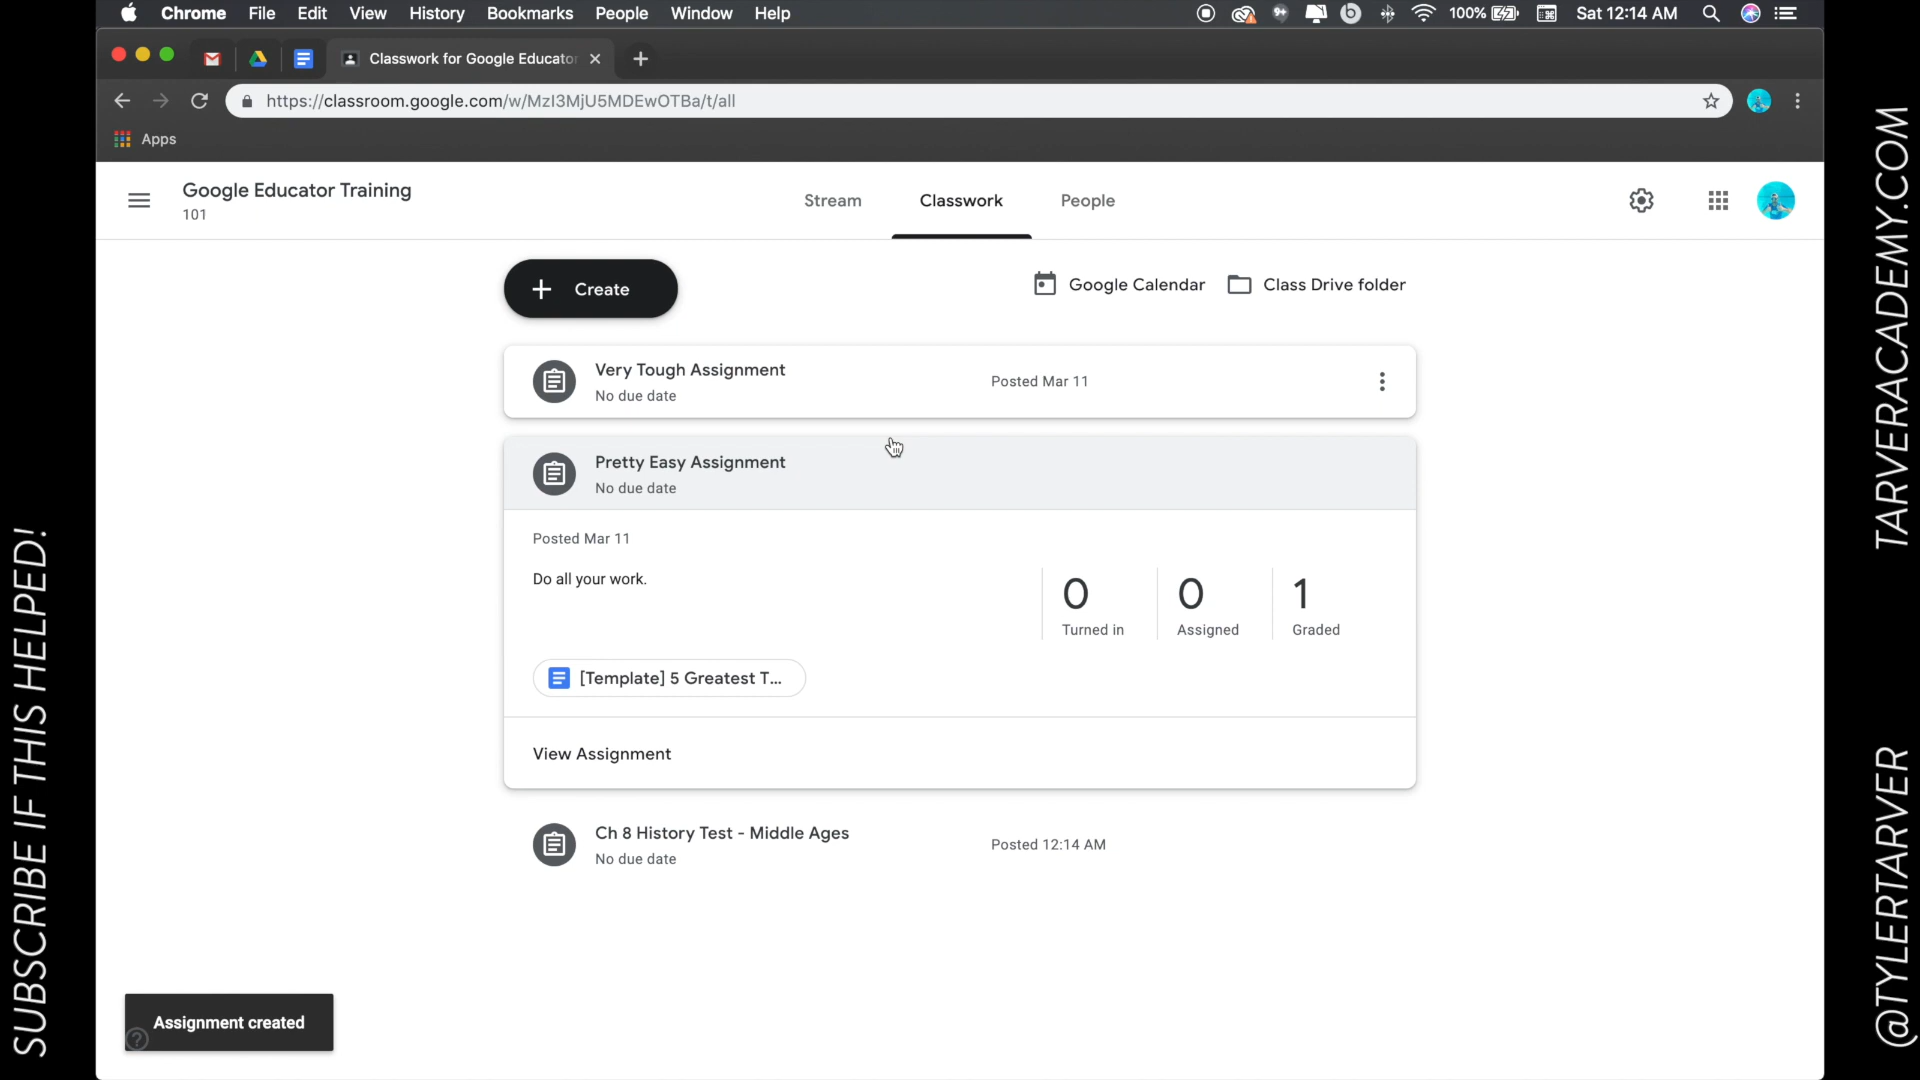 Chrome File Edit View History Bookmarks People Window Help 100% Sat 12:14 AM
Classwork for Google Educator
https://classroom.google.com/w/MzI3MjU5MDEwOTBa/t/all
Apps
Google Educator Training
101
Stream Classwork People
Create
Google Calendar Class Drive folder
Very Tough Assignment
No due date
Posted Mar 11
Pretty Easy Assignment
No due date
Posted Mar 11
Do all your work.
0 0 1
Turned in Assigned Graded
[Template] 5 Greatest T...
View Assignment
Ch 8 History Test - Middle Ages
No due date
Posted 12:14 AM
Assignment created
SUBSCRIBE IF THIS HELPED!
TARVERACADEMY.COM
@TYLERTARVER